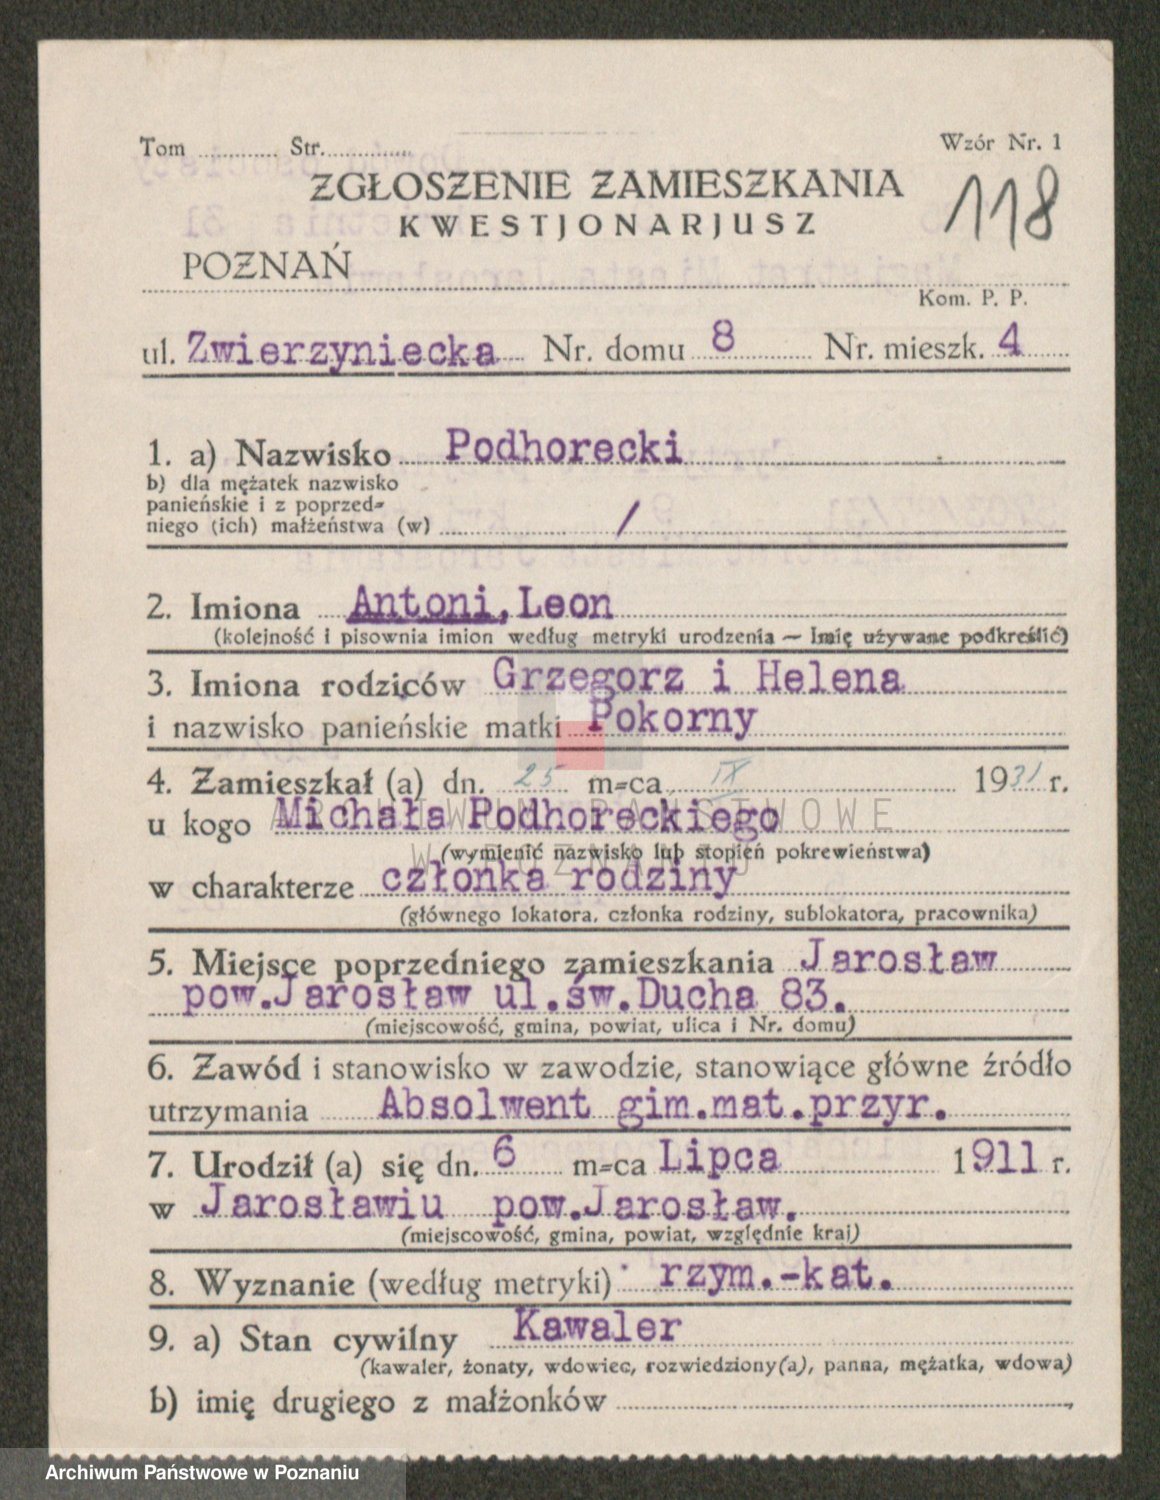 Tom ............ Str. ............. Wzór Nr. 1
ZGŁOSZENIE ZAMIESZKANIA
KWESTJONARJUSZ 118
POZNAŃ
Kom. P. P.
ul. Zwierzyniecka Nr. domu 8 Nr. mieszk. 4
1. a) Nazwisko Podhorecki
b) dla mężatek nazwisko
panieńskie i z poprzed-
niego (ich) małżeństwa (w) /
2. Imiona Antoni, Leon
(kolejność i pisownia imion według metryki urodzenia — Imię używane podkreślić)
3. Imiona rodziców Grzegorz i Helena
i nazwisko panieńskie matki Pokorny
4. Zamieszkał (a) dn. 25 m-ca IX 1931 r.
ARCHIWUM PAŃSTWOWE
u kogo Michała Podhoreckiego
(wymienić nazwisko lub stopień pokrewieństwa)
W POZNANIU
w charakterze członka rodziny
(głównego lokatora, członka rodziny, sublokatora, pracownika)
5. Miejsce poprzedniego zamieszkania Jarosław
pow.Jarosław ul.św.Ducha 83.
(miejscowość, gmina, powiat, ulica i Nr. domu)
6. Zawód i stanowisko w zawodzie, stanowiące główne źródło
utrzymania Absolwent gim.mat.przyr.
7. Urodził (a) się dn. 6 m-ca Lipca 1911 r.
w Jarosławiu pow.Jarosław.
(miejscowość, gmina, powiat, względnie kraj)
8. Wyznanie (według metryki) rzym.-kat.
9. a) Stan cywilny Kawaler
(kawaler, żonaty, wdowiec, rozwiedziony(a), panna, mężatka, wdowa)
b) imię drugiego z małżonków
Archiwum Państwowe w Poznaniu